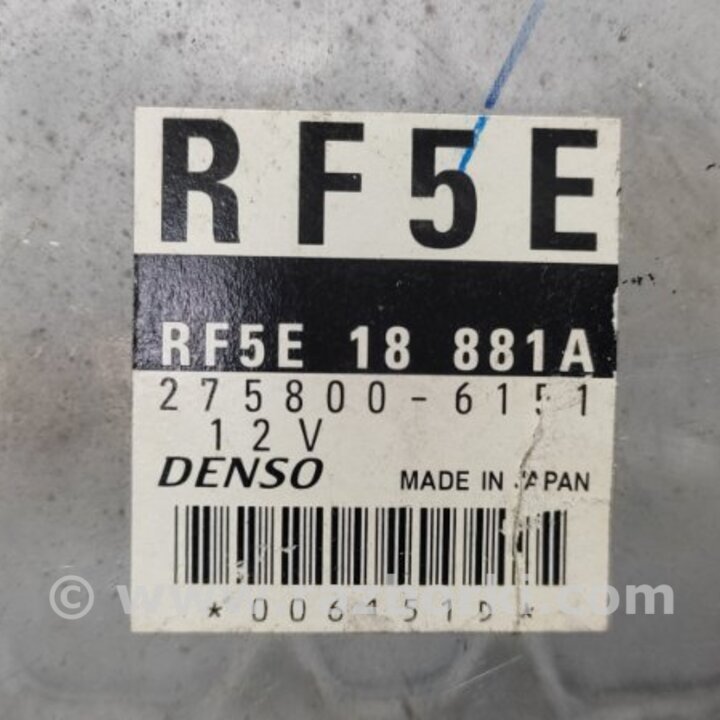 RF5E
RF5E 18 881A
275800-6151
12V
DENSO MADE IN JAPAN